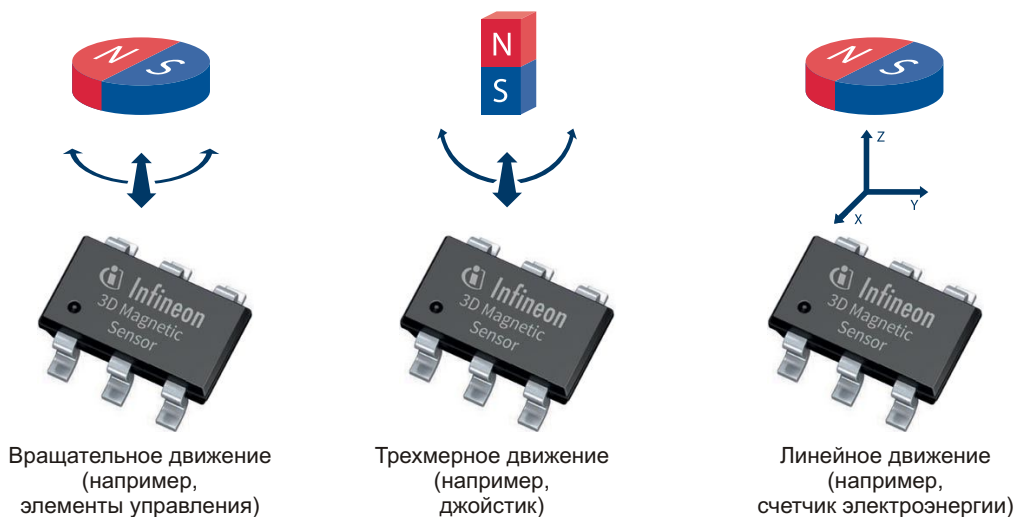 N S
N
S
N S
Z
Y
X
Infineon
3D Magnetic
Sensor
Infineon
3D Magnetic
Sensor
Infineon
3D Magnetic
Sensor
Вращательное движение
(например,
элементы управления)
Трехмерное движение
(например,
джойстик)
Линейное движение
(например,
счетчик электроэнергии)